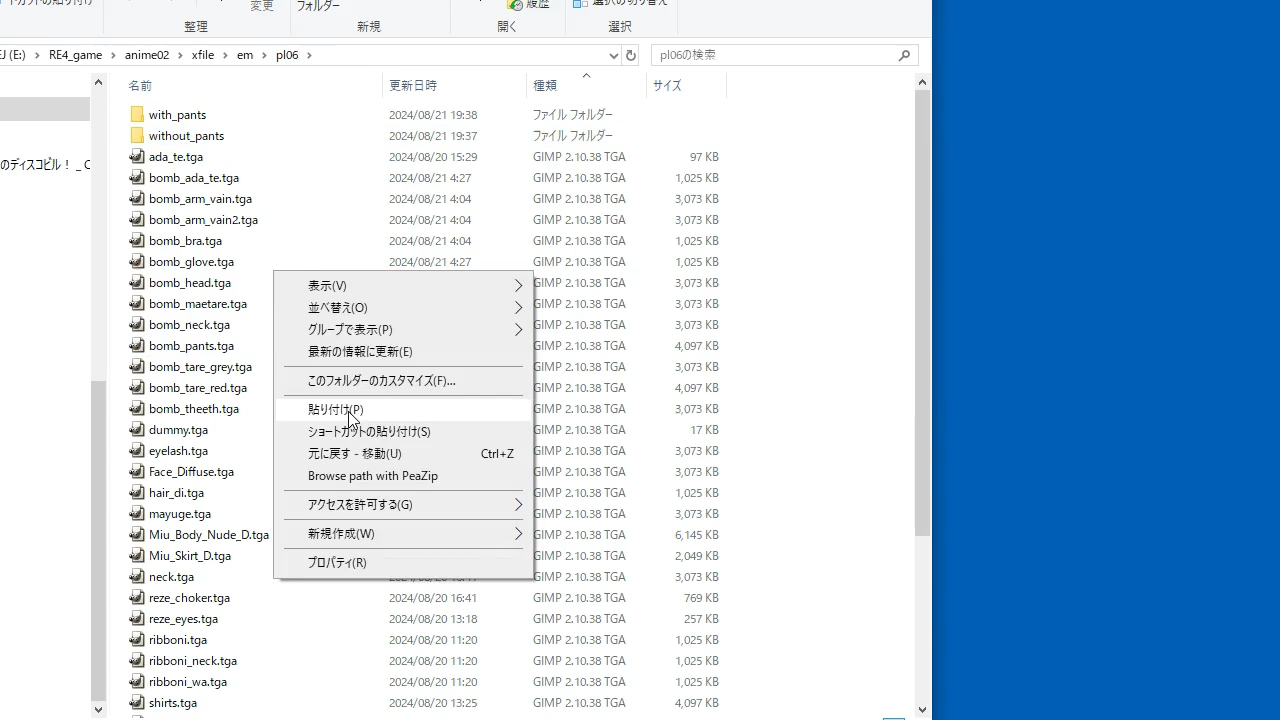 変更
フォルダー
履歴
整理
新規
開く
選択
(E:) > RE4_game > anime02 > xfile > em > pl06 >
pl06の検索
名前 更新日時 種類 サイズ
のディスコピル！ _ C
with_pants 2024/08/21 19:38 ファイル フォルダー
without_pants 2024/08/21 19:37 ファイル フォルダー
ada_te.tga 2024/08/20 15:29 GIMP 2.10.38 TGA 97 KB
bomb_ada_te.tga 2024/08/21 4:27 GIMP 2.10.38 TGA 1,025 KB
bomb_arm_vain.tga 2024/08/21 4:04 GIMP 2.10.38 TGA 3,073 KB
bomb_arm_vain2.tga 2024/08/21 4:04 GIMP 2.10.38 TGA 3,073 KB
bomb_bra.tga 2024/08/21 4:04 GIMP 2.10.38 TGA 1,025 KB
bomb_glove.tga 2024/08/21 4:27 GIMP 2.10.38 TGA 1,025 KB
bomb_head.tga GIMP 2.10.38 TGA 3,073 KB
bomb_maetare.tga GIMP 2.10.38 TGA 3,073 KB
bomb_neck.tga GIMP 2.10.38 TGA 3,073 KB
bomb_pants.tga GIMP 2.10.38 TGA 4,097 KB
bomb_tare_grey.tga GIMP 2.10.38 TGA 3,073 KB
bomb_tare_red.tga GIMP 2.10.38 TGA 4,097 KB
bomb_theeth.tga GIMP 2.10.38 TGA 3,073 KB
dummy.tga GIMP 2.10.38 TGA 17 KB
eyelash.tga GIMP 2.10.38 TGA 3,073 KB
Face_Diffuse.tga GIMP 2.10.38 TGA 3,073 KB
hair_di.tga GIMP 2.10.38 TGA 1,025 KB
mayuge.tga GIMP 2.10.38 TGA 3,073 KB
Miu_Body_Nude_D.tga GIMP 2.10.38 TGA 6,145 KB
Miu_Skirt_D.tga GIMP 2.10.38 TGA 2,049 KB
neck.tga GIMP 2.10.38 TGA 3,073 KB
reze_choker.tga 2024/08/20 16:41 GIMP 2.10.38 TGA 769 KB
reze_eyes.tga 2024/08/20 13:18 GIMP 2.10.38 TGA 257 KB
ribboni.tga 2024/08/20 11:20 GIMP 2.10.38 TGA 1,025 KB
ribboni_neck.tga 2024/08/20 11:20 GIMP 2.10.38 TGA 1,025 KB
ribboni_wa.tga 2024/08/20 11:20 GIMP 2.10.38 TGA 1,025 KB
shirts.tga 2024/08/20 13:25 GIMP 2.10.38 TGA 4,097 KB
表示(V)
並べ替え(O)
グループで表示(P)
最新の情報に更新(E)
このフォルダーのカスタマイズ(F)...
貼り付け(P)
ショートカットの貼り付け(S)
元に戻す - 移動(U) Ctrl+Z
Browse path with PeaZip
アクセスを許可する(G)
新規作成(W)
プロパティ(R)